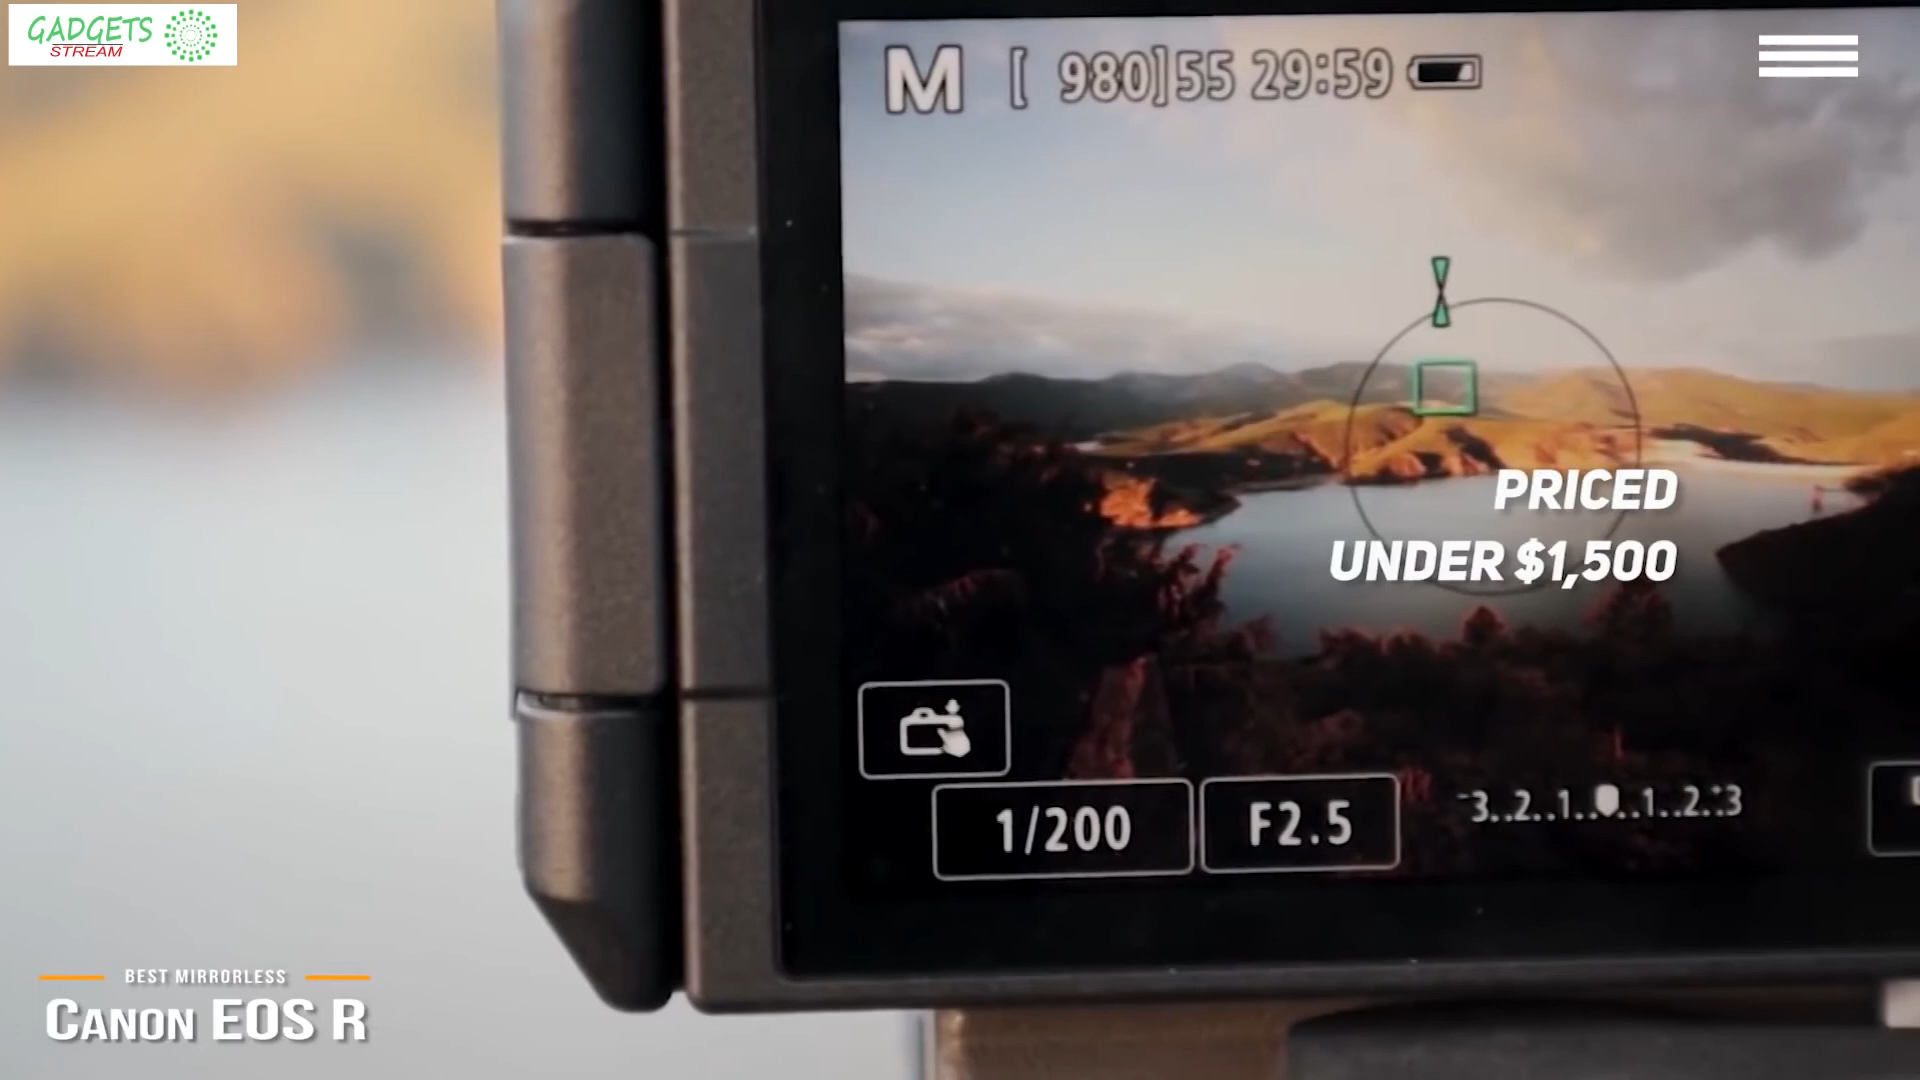 GADGETS
STREAM
M [ 980]55 29:59
PRICED
UNDER $1,500
1/200 F2.5 -3..2..1....1..2..:3
BEST MIRRORLESS
CANON EOS R